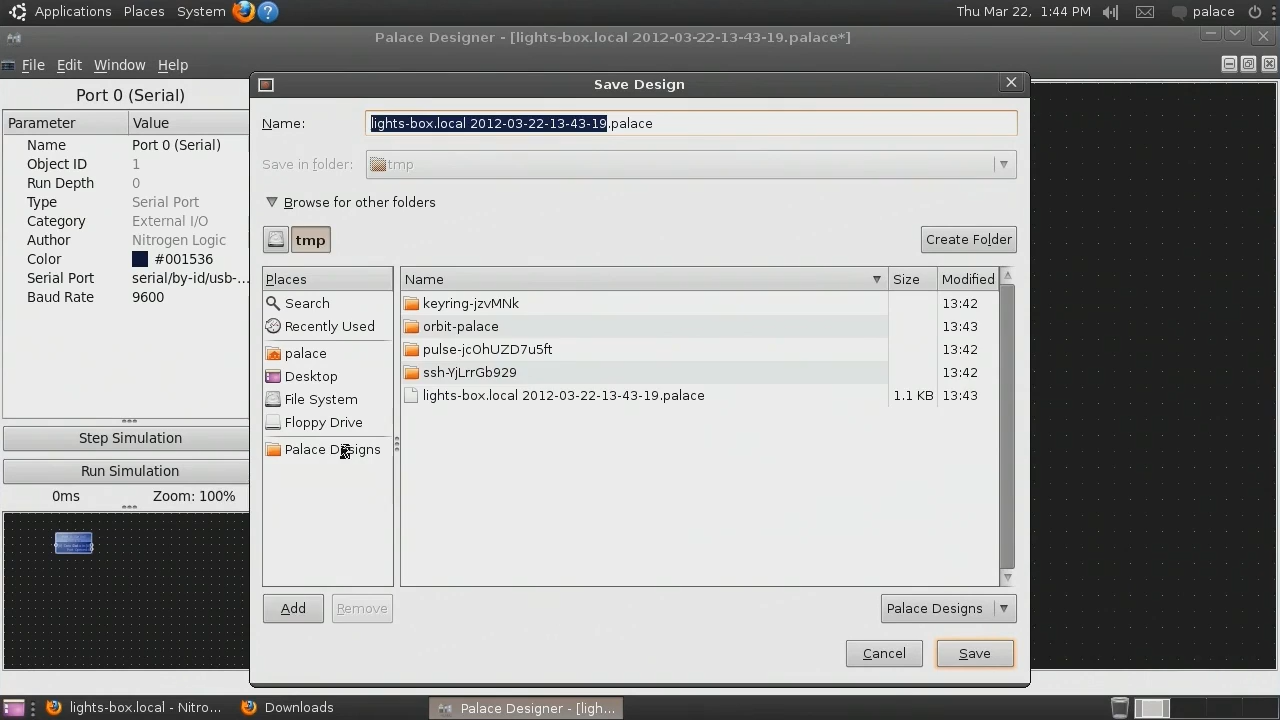 Applications Places System Thu Mar 22, 1:44 PM palace
Palace Designer - [lights-box.local 2012-03-22-13-43-19.palace*]
File Edit Window Help
Port 0 (Serial)
Parameter Value
Name Port 0 (Serial)
Object ID 1
Run Depth 0
Type Serial Port
Category External I/O
Author Nitrogen Logic
Color #001536
Serial Port serial/by-id/usb-...
Baud Rate 9600
Step Simulation
Run Simulation
0ms Zoom: 100%
Save Design
Name: lights-box.local 2012-03-22-13-43-19.palace
Save in folder: tmp
Browse for other folders
tmp Create Folder
Places
Search
Recently Used
palace
Desktop
File System
Floppy Drive
Palace Designs
Name Size Modified
keyring-jzvMNk 13:42
orbit-palace 13:43
pulse-jcOhUZD7u5ft 13:42
ssh-YjLrrGb929 13:42
lights-box.local 2012-03-22-13-43-19.palace 1.1 KB 13:43
Add Remove Palace Designs
Cancel Save
lights-box.local - Nitro... Downloads Palace Designer - [ligh...